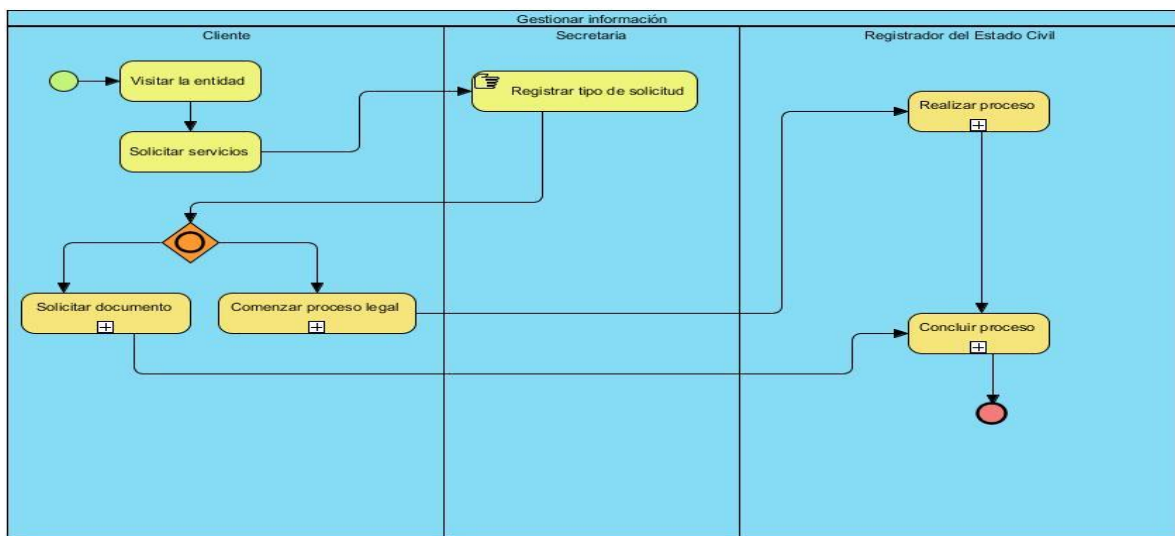 Gestionar información
Cliente
Secretaria
Registrador del Estado Civil
Visitar la entidad
Solicitar servicios
Registrar tipo de solicitud
Realizar proceso
Solicitar documento
Comenzar proceso legal
Concluir proceso